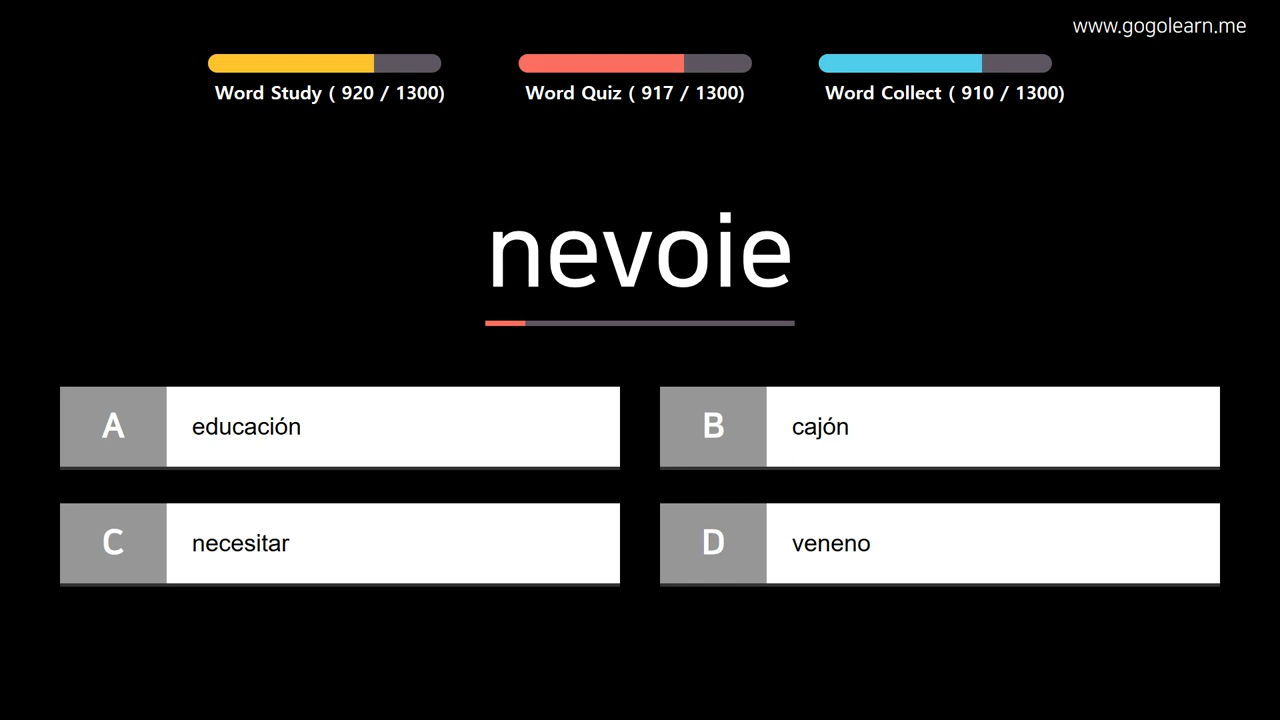 www.gogolearn.me
Word Study ( 920 / 1300)
Word Quiz ( 917 / 1300)
Word Collect ( 910 / 1300)
nevoie
A educación
B cajón
C necesitar
D veneno